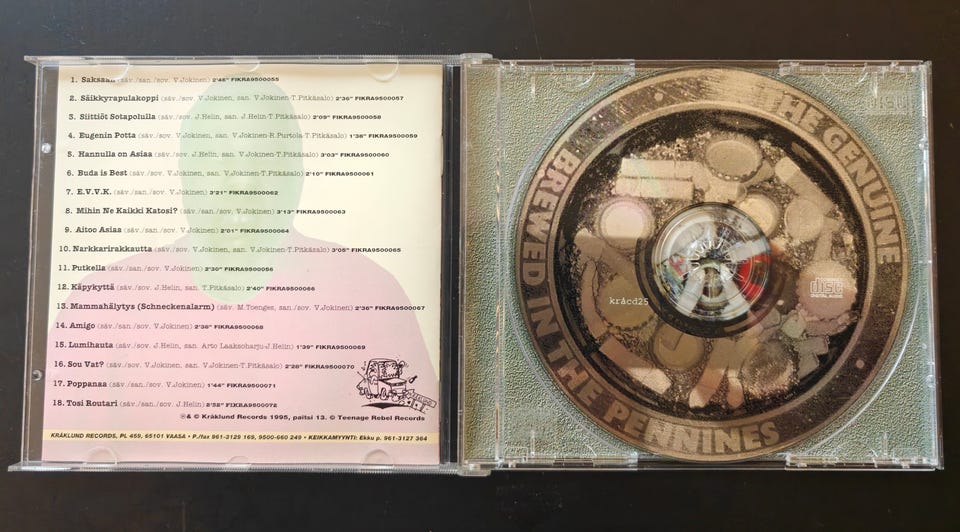 1. Sakszan (säv./san./sov. V.Jokinen) 2'48" FIKRA9500055
2. Säikkyrapulakoppi (säv./sov. V.Jokinen, san. V.Jokinen-T.Pitkäsalo) 2'36" FIKRA9500057
3. Siittiöt Sotapolulla (säv./sov. J.Helin, san. J.Helin-T.Pitkäsalo) 2'09" FIKRA9500058
4. Eugenin Potta (säv./sov. V.Jokinen, san. V.Jokinen-R.Purtola-T.Pitkäsalo) 1'38" FIKRA9500059
5. Hannulla on Asiaa (säv./sov. J.Helin, san. V.Jokinen-T.Pitkäsalo) 3'03" FIKRA9500060
6. Buda is Best (säv./sov. V.Jokinen, san. V.Jokinen-T.Pitkäsalo) 2'10" FIKRA9500061
7. E.V.V.K. (säv./san./sov. V.Jokinen) 3'21" FIKRA9500062
8. Mihin Ne Kaikki Katosi? (säv./san./sov. V.Jokinen) 3'13" FIKRA9500063
9. Aitoo Asiaa (säv./san./sov. V.Jokinen) 2'01" FIKRA9500064
10. Narkkarirakkautta (säv./sov. V.Jokinen, san. V.Jokinen-T.Pitkäsalo) 3'05" FIKRA9500065
11. Putkella (säv./san./sov. V.Jokinen) 2'30" FIKRA9500056
12. Käpykyttä (säv./sov. J.Helin, san. T.Pitkäsalo) 2'40" FIKRA9500066
13. Mammahälytys (Schneckenalarm) (säv. M.Toenges, san./sov. V.Jokinen) 2'36" FIKRA9500067
14. Amigo (säv./san./sov. V.Jokinen) 2'36" FIKRA9500068
15. Lumihauta (säv./sov. J.Helin, san. Arto Laaksoharju-J.Helin) 1'39" FIKRA9500069
16. Sou Vat? (säv./sov. V.Jokinen, san. V.Jokinen-T.Pitkäsalo) 2'28" FIKRA9500070
17. Poppanaa (säv./san./sov. V.Jokinen) 1'44" FIKRA9500071
18. Tosi Routari (säv./san./sov. J.Helin) 2'52" FIKRA9500072
℗& © Kråklund Records 1995, paitsi 13. © Teenage Rebel Records
KRÅKLUND RECORDS, PL 459, 65101 VAASA • P./fax 961-3129 169, 9500-660 249 • KEIKKAMYYNTI: Ekku p. 961-3127 364
THE GENUINE
BREWED IN THE PENNINES
kråcd25
disc
DIGITAL AUDIO